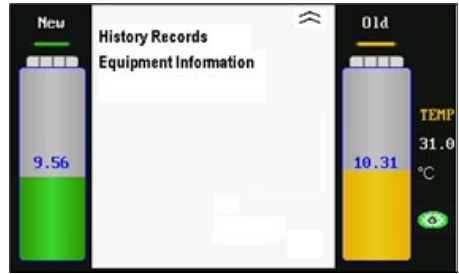 New
History Records
Equipment Information
Old
9.56
10.31
TEMP
31.0
°C